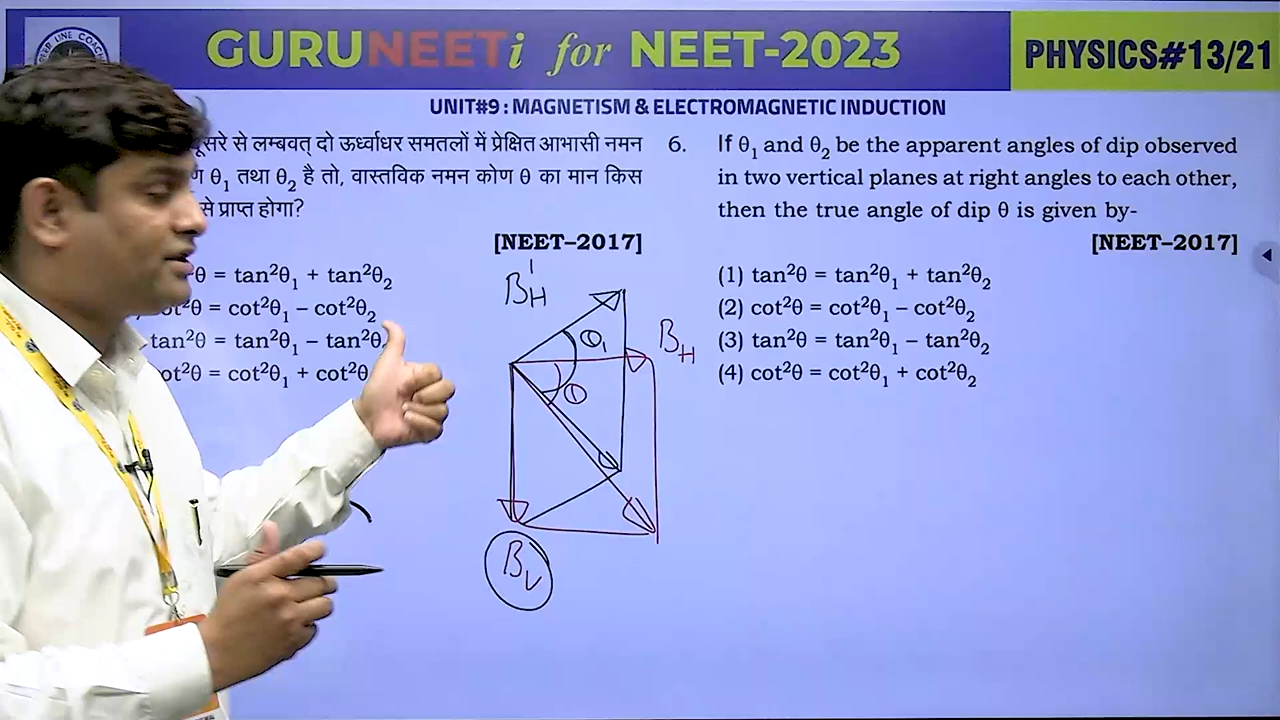 GURUNEETi for NEET-2023
PHYSICS#13/21
UNIT#9 : MAGNETISM & ELECTROMAGNETIC INDUCTION
से लम्बवत् दो ऊर्ध्वाधर समतलों में प्रेक्षित आभासी नमन
θ₁ तथा θ₂ है तो, वास्तविक नमन कोण θ का मान किस
से प्राप्त होगा?
[NEET–2017]
θ = tan²θ₁ + tan²θ₂
θ = cot²θ₁ – cot²θ₂
tan²θ = tan²θ₁ – tan²θ
θ = cot²θ₁ + cot²θ
6. If θ₁ and θ₂ be the apparent angles of dip observed
in two vertical planes at right angles to each other,
then the true angle of dip θ is given by-
[NEET–2017]
(1) tan²θ = tan²θ₁ + tan²θ₂
(2) cot²θ = cot²θ₁ – cot²θ₂
(3) tan²θ = tan²θ₁ – tan²θ₂
(4) cot²θ = cot²θ₁ + cot²θ₂
B'H
θ₁
BH
θ
Bv